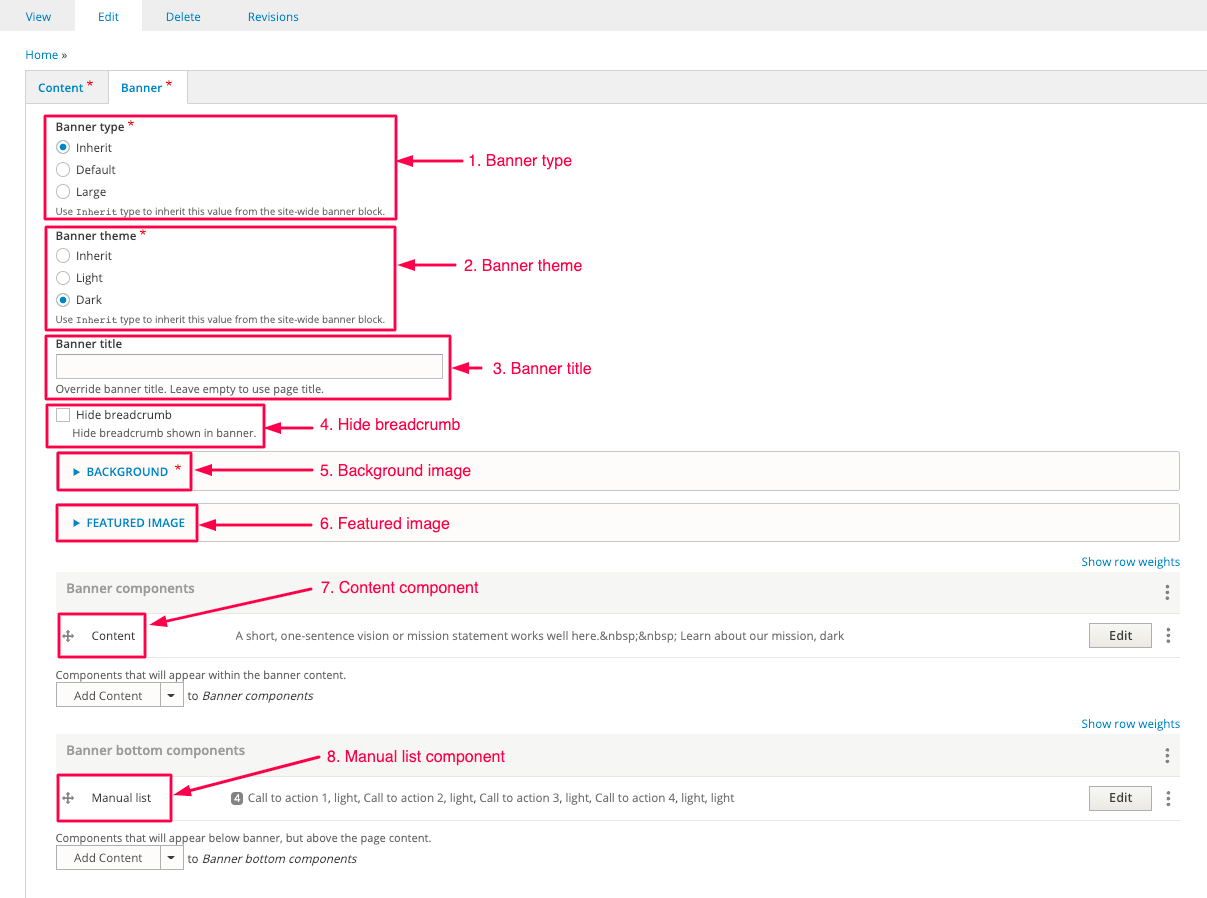 View Edit Delete Revisions
Home »
Content * Banner *
Banner type *
Inherit
1. Banner type
Default
Large
Use Inherit type to inherit this value from the site-wide banner block.
Banner theme *
Inherit
2. Banner theme
Light
Dark
Use Inherit type to inherit this value from the site-wide banner block.
Banner title
3. Banner title
Override banner title. Leave empty to use page title.
Hide breadcrumb
4. Hide breadcrumb
Hide breadcrumb shown in banner.
BACKGROUND * 5. Background image
FEATURED IMAGE 6. Featured image
Show row weights
Banner components 7. Content component
Content A short, one-sentence vision or mission statement works well here.&nbsp;&nbsp; Learn about our mission, dark Edit
Components that will appear within the banner content.
Add Content to Banner components
Show row weights
Banner bottom components 8. Manual list component
Manual list 4 Call to action 1, light, Call to action 2, light, Call to action 3, light, Call to action 4, light, light Edit
Components that will appear below banner, but above the page content.
Add Content to Banner bottom components